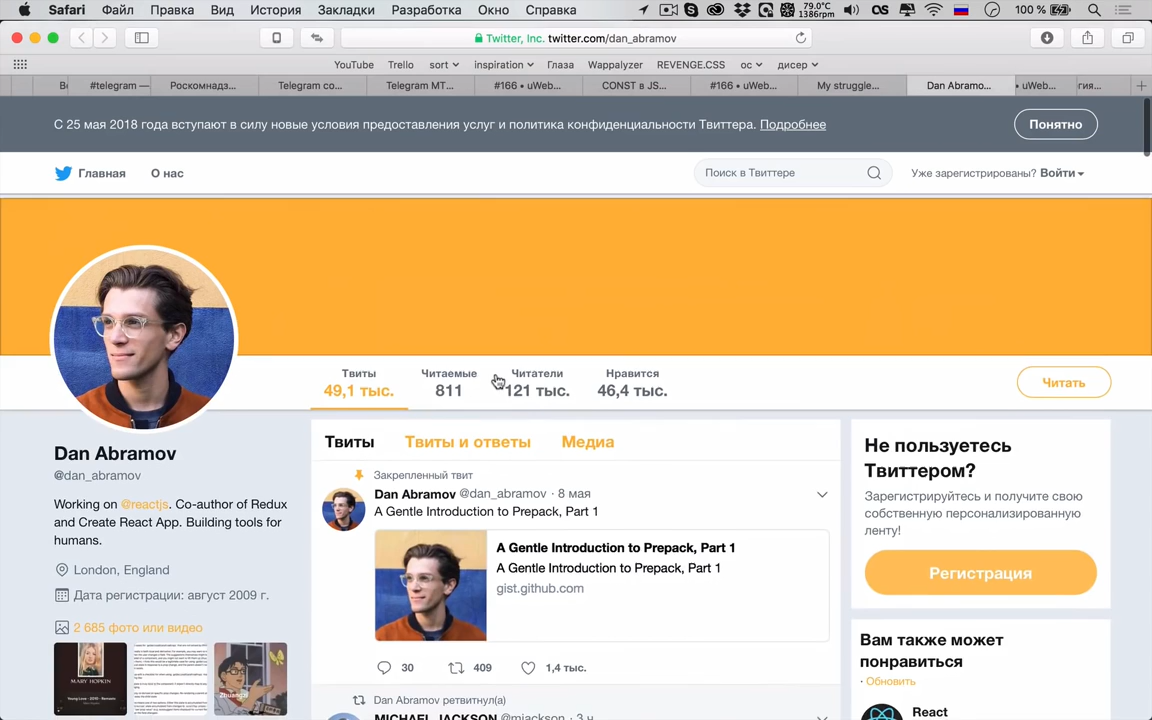 Safari Файл Правка Вид История Закладки Разработка Окно Справка 79.0°C 1386rpm 100 %
Twitter, Inc. twitter.com/dan_abramov
YouTube Trello sort inspiration Глаза Wappalyzer REVENGE.CSS ос дисер
#telegram — Роскомнадз... Telegram co... Telegram MT... #166 • uWeb... CONST в JS... #166 • uWeb... My struggle... Dan Abramo... • uWeb...
С 25 мая 2018 года вступают в силу новые условия предоставления услуг и политика конфиденциальности Твиттера. Подробнее Понятно
Главная О нас Поиск в Твиттере Уже зарегистрированы? Войти
Твиты Читаемые Читатели Нравится
49,1 тыс. 811 121 тыс. 46,4 тыс. Читать
Dan Abramov
@dan_abramov
Working on @reactjs. Co-author of Redux
and Create React App. Building tools for
humans.
London, England
Дата регистрации: август 2009 г.
2 685 фото или видео
MARY HOPKIN
Твиты Твиты и ответы Медиа
Закрепленный твит
Dan Abramov @dan_abramov · 8 мая
A Gentle Introduction to Prepack, Part 1
A Gentle Introduction to Prepack, Part 1
A Gentle Introduction to Prepack, Part 1
gist.github.com
30 409 1,4 тыс.
Dan Abramov ретвитнул(а)
MICHAEL JACKSON @mjackson · 3 ч
Не пользуетесь
Твиттером?
Зарегистрируйтесь и получите свою
собственную персонализированную
ленту!
Регистрация
Вам также может
понравиться
· Обновить
React